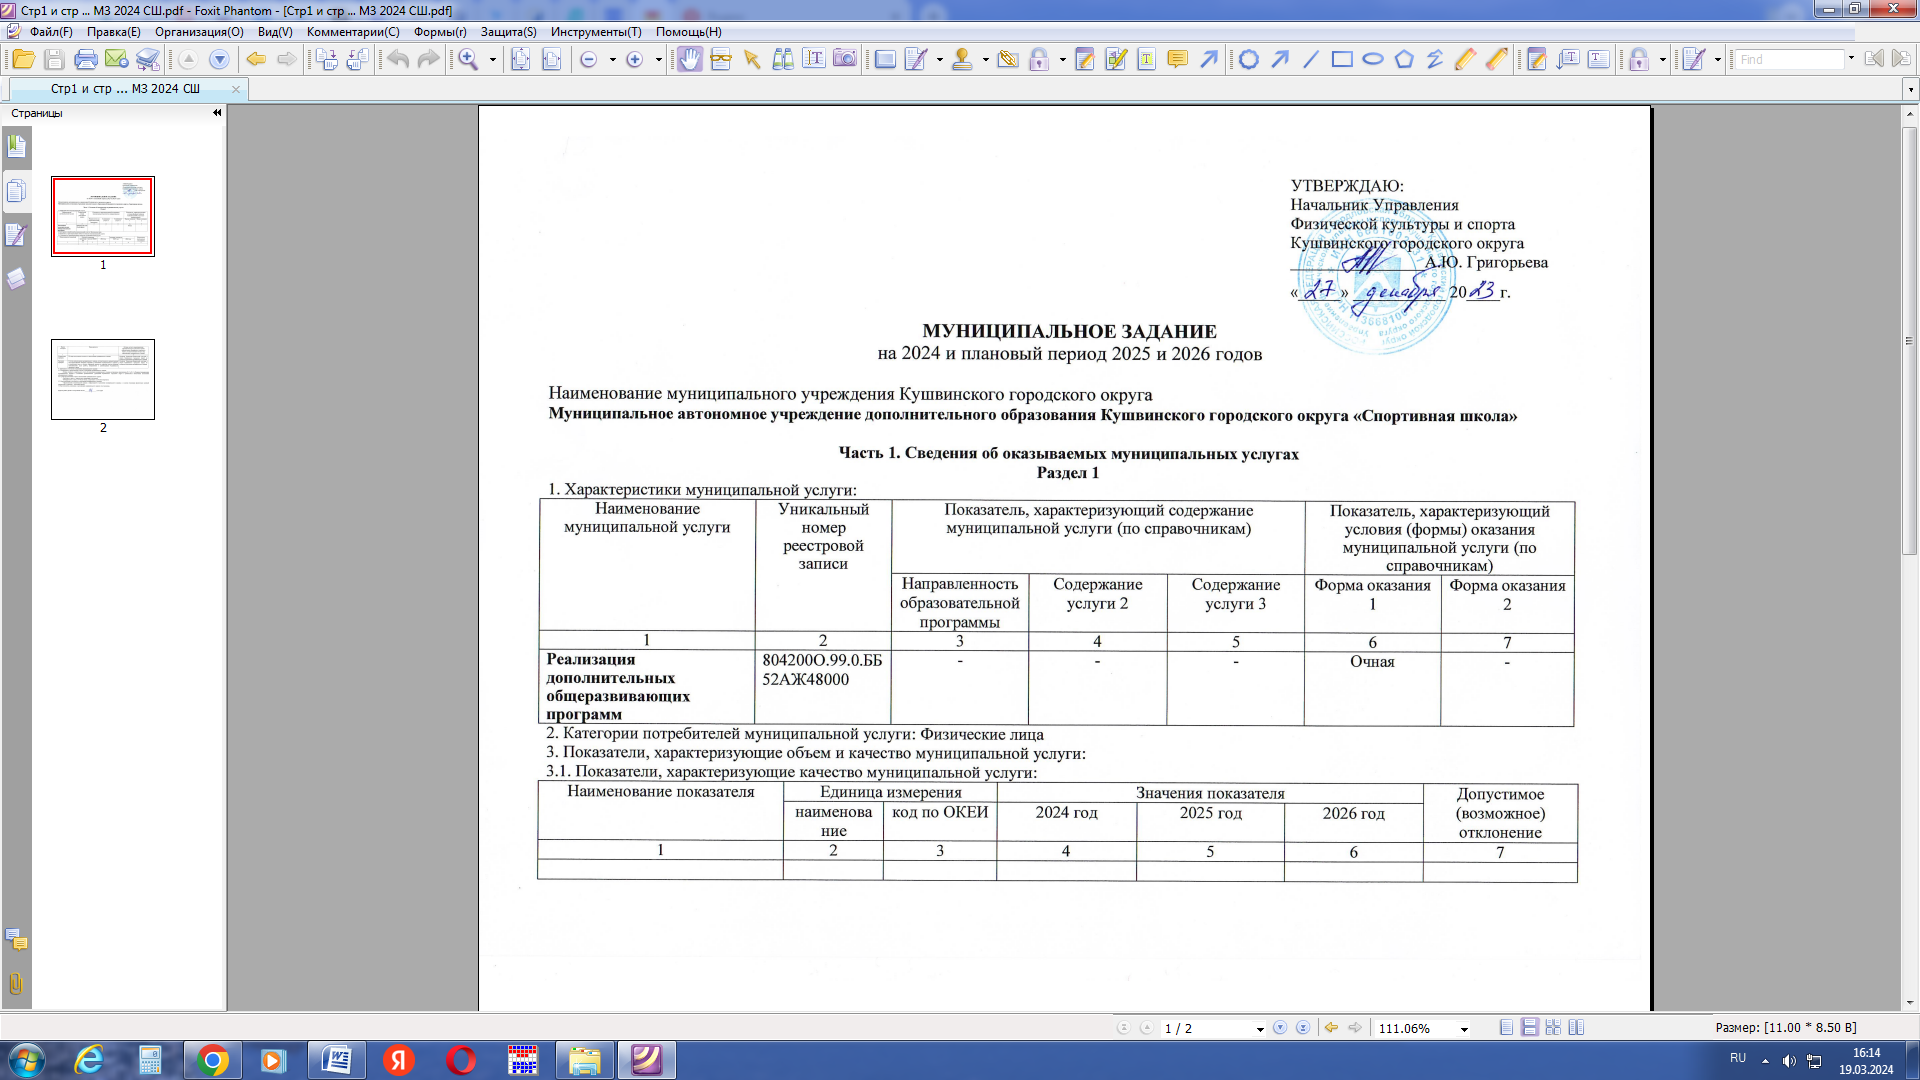 Стр1 и стр ... МЗ 2024 СШ.pdf - Foxit Phantom - [Стр1 и стр ... МЗ 2024 СШ.pdf]
Файл(F) Правка(E) Организация(O) Вид(V) Комментарии(C) Формы(r) Защита(S) Инструменты(T) Помощь(H)
Find
Стр1 и стр ... МЗ 2024 СШ
Страницы
1
2
УТВЕРЖДАЮ:
Начальник Управления
Физической культуры и спорта
Кушвинского городского округа
А.Ю. Григорьева
« 27 » декабря 20 23 г.
МУНИЦИПАЛЬНОЕ ЗАДАНИЕ
на 2024 и плановый период 2025 и 2026 годов
Наименование муниципального учреждения Кушвинского городского округа
Муниципальное автономное учреждение дополнительного образования Кушвинского городского округа «Спортивная школа»
Часть 1. Сведения об оказываемых муниципальных услугах
Раздел 1
1. Характеристики муниципальной услуги:
Наименование
муниципальной услуги
Уникальный
номер
реестровой
записи
Показатель, характеризующий содержание
муниципальной услуги (по справочникам)
Показатель, характеризующий
условия (формы) оказания
муниципальной услуги (по
справочникам)
Направленность
образовательной
программы
Содержание
услуги 2
Содержание
услуги 3
Форма оказания
1
Форма оказания
2
1 2 3 4 5 6 7
Реализация
дополнительных
общеразвивающих
программ
804200О.99.0.ББ
52АЖ48000
- - - Очная -
2. Категории потребителей муниципальной услуги: Физические лица
3. Показатели, характеризующие объем и качество муниципальной услуги:
3.1. Показатели, характеризующие качество муниципальной услуги:
Наименование показателя
Единица измерения
Значения показателя
Допустимое
(возможное)
отклонение
наименова
ние
код по ОКЕИ
2024 год
2025 год
2026 год
1 2 3 4 5 6 7
1 / 2
111.06%
Размер: [11.00 * 8.50 В]
RU
16:14
19.03.2024